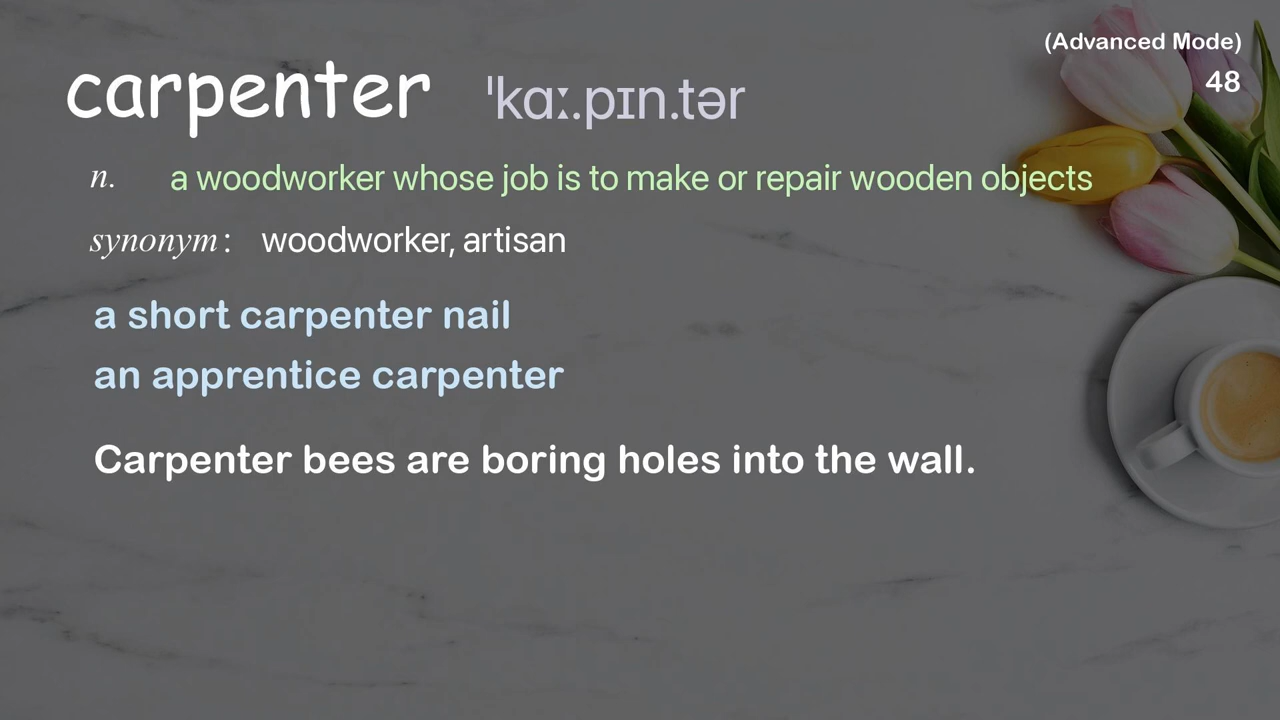 (Advanced Mode)
carpenter ˈkɑː.pɪn.tər
48
n. a woodworker whose job is to make or repair wooden objects
synonym: woodworker, artisan
a short carpenter nail
an apprentice carpenter
Carpenter bees are boring holes into the wall.